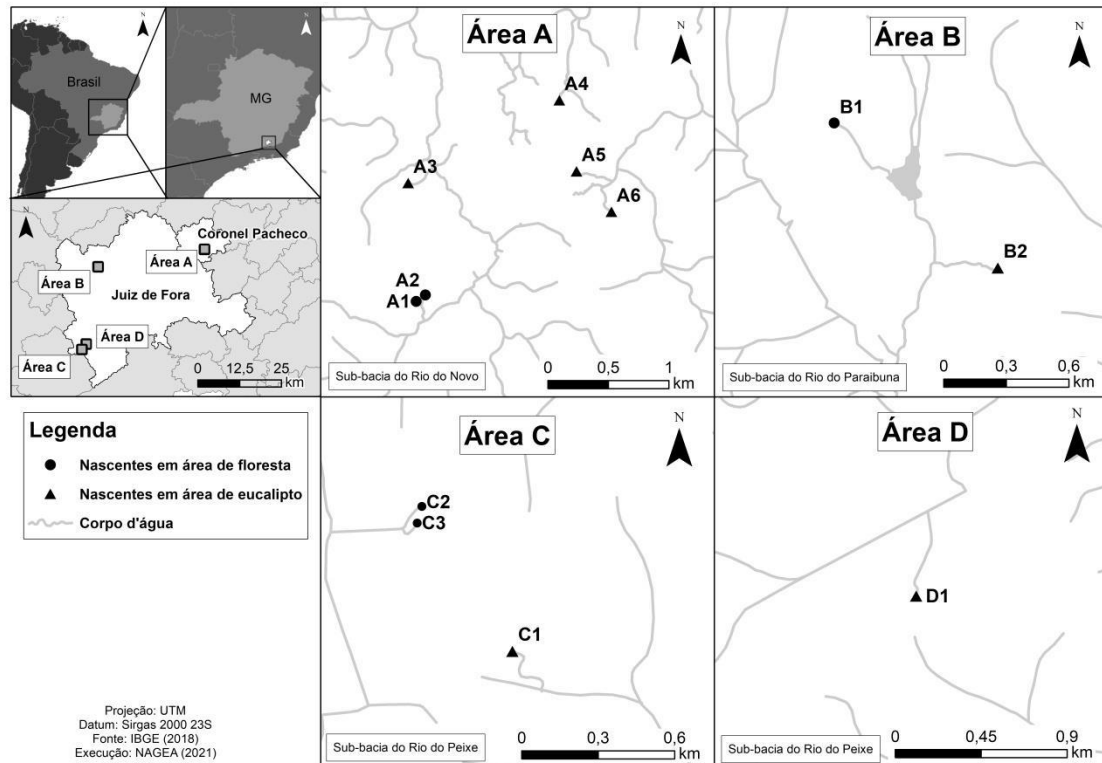 N
Brasil
N
MG
N
Coronel Pacheco
Área A
Área B
Juiz de Fora
Área D
Área C
0 12,5 25
km
Área A
N
A4
A5
A3
A6
A2
A1
Sub-bacia do Rio do Novo
0 0,5 1
km
Área B
N
B1
B2
Sub-bacia do Rio do Paraibuna
0 0,3 0,6
km
Legenda
Nascentes em área de floresta
Nascentes em área de eucalipto
Corpo d'água
Projeção: UTM
Datum: Sirgas 2000 23S
Fonte: IBGE (2018)
Execução: NAGEA (2021)
Área C
N
C2
C3
C1
Sub-bacia do Rio do Peixe
0 0,3 0,6
km
Área D
N
D1
Sub-bacia do Rio do Peixe
0 0,45 0,9
km